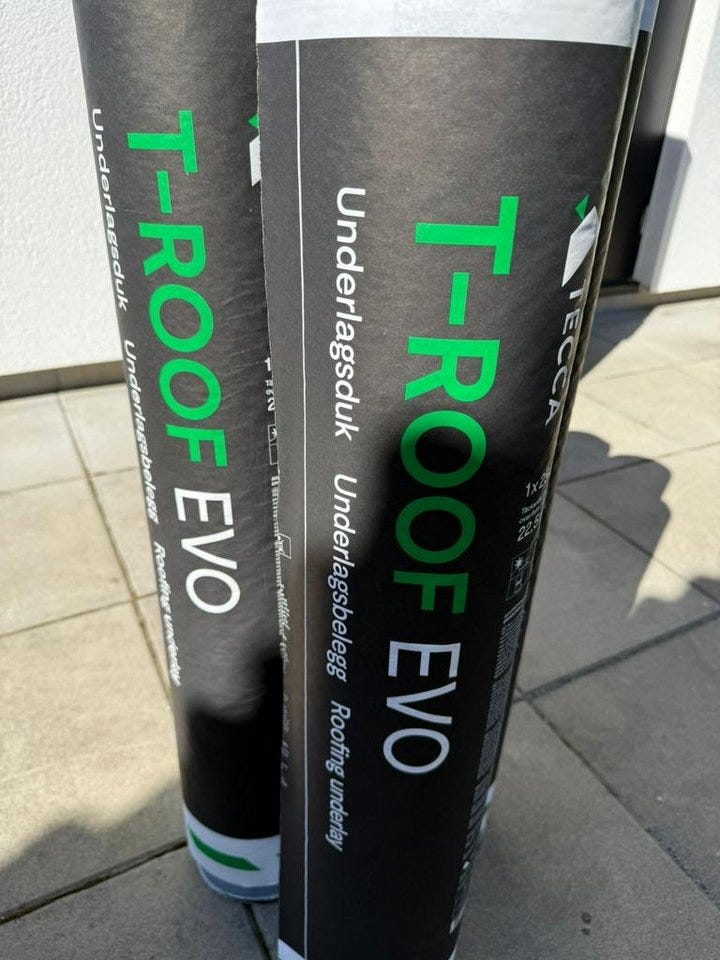 T-ROOF EVO
Underlagsduk Underlagsbelegg Roofing underlay
TECCA
T-ROOF EVO
Underlagsduk Underlagsbelegg Roofing underlay